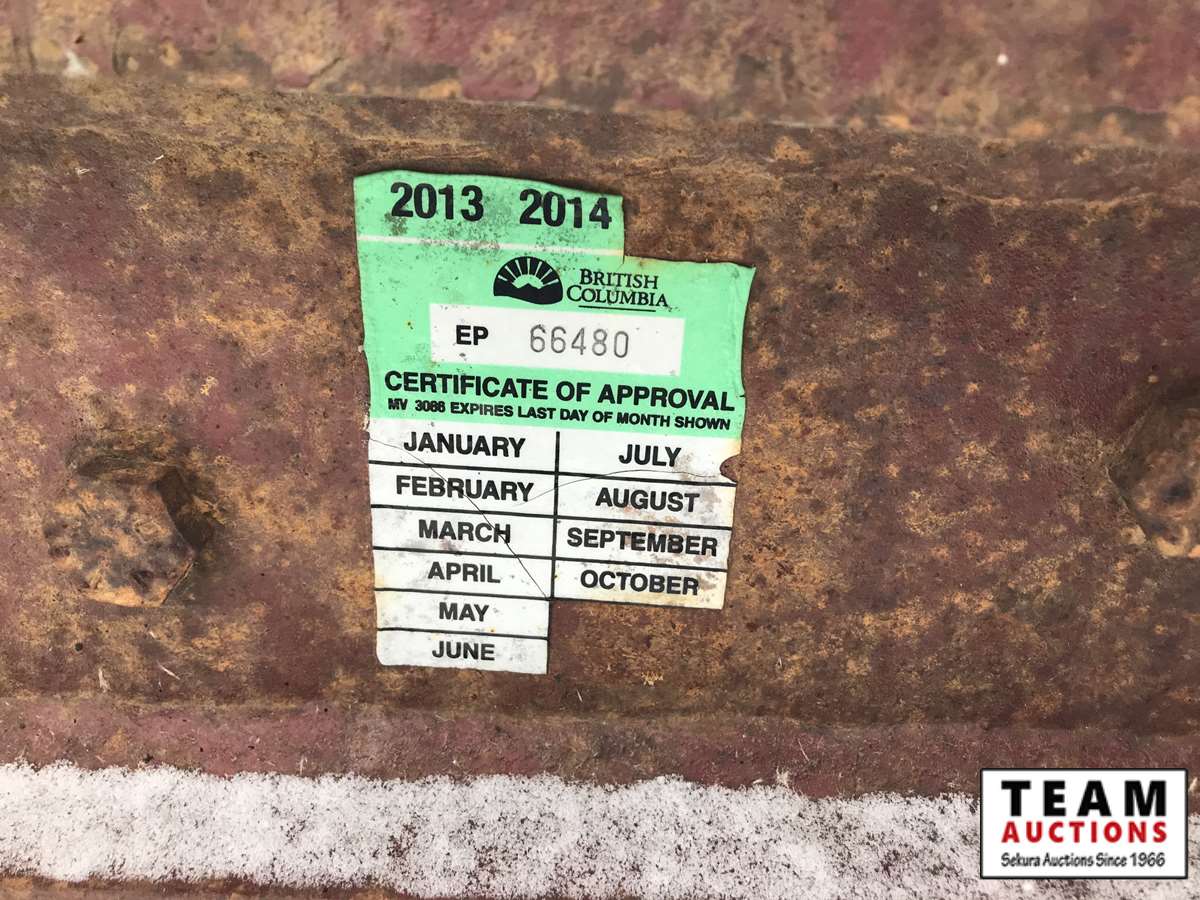 2013 2014
BRITISH
COLUMBIA
EP 66480
CERTIFICATE OF APPROVAL
MV 3086 EXPIRES LAST DAY OF MONTH SHOWN
JANUARY JULY
FEBRUARY AUGUST
MARCH SEPTEMBER
APRIL OCTOBER
MAY
JUNE
TEAM
AUCTIONS
Sekura Auctions Since 1966